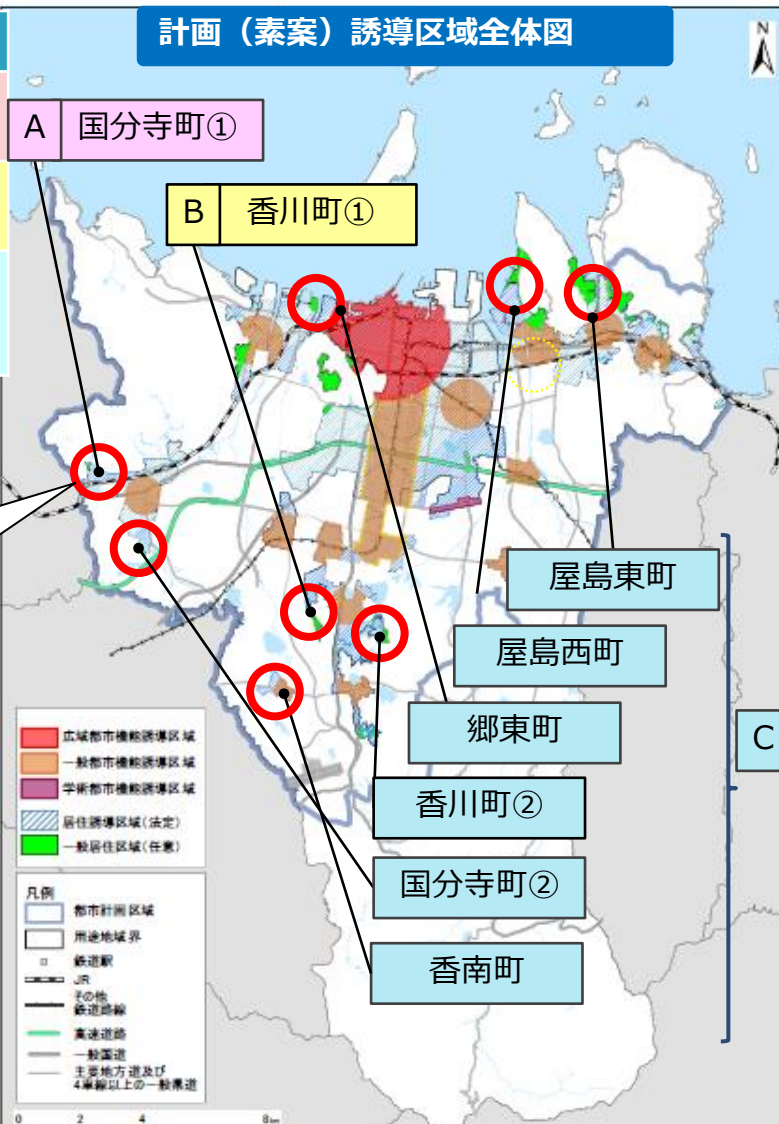 計画（素案）誘導区域全体図
N
A 国分寺町①
B 香川町①
屋島東町
屋島西町
郷東町
C
香川町②
国分寺町②
香南町
広域都市機能誘導区域
一般都市機能誘導区域
学術都市機能誘導区域
居住誘導区域(法定)
一般居住区域(任意)
凡例
都市計画区域
用途地域界
鉄道駅
JR
その他
鉄道路線
高速道路
一般国道
主要地方道及び
4車線以上の一般県道
0 2 4 8km